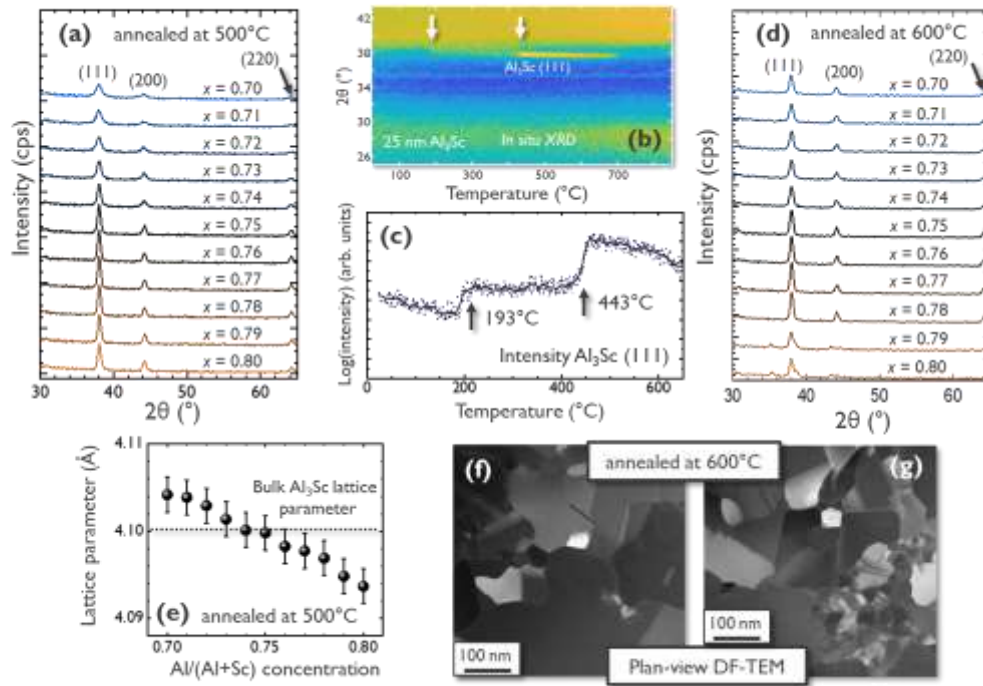 (a)
annealed at 500°C
(220)
(111)
(200)
x = 0.70
x = 0.71
x = 0.72
x = 0.73
x = 0.74
x = 0.75
x = 0.76
x = 0.77
x = 0.78
x = 0.79
x = 0.80
Intensity (cps)
30 40 50 60
2θ (°)
42
38
34
30
26
2θ (°)
Al₃Sc (111)
25 nm Al₃Sc
In situ XRD
(b)
200 400 600 800
Temperature (°C)
(c)
Log(intensity) (arb. units)
193°C
443°C
Intensity Al₃Sc (111)
0 200 400 600
Temperature (°C)
(d)
annealed at 600°C
(220)
(111)
(200)
x = 0.70
x = 0.71
x = 0.72
x = 0.73
x = 0.74
x = 0.75
x = 0.76
x = 0.77
x = 0.78
x = 0.79
x = 0.80
Intensity (cps)
30 40 50 60
2θ (°)
4.11
4.10
4.09
Lattice parameter (Å)
Bulk Al₃Sc lattice
parameter
(e)
annealed at 500°C
0.70 0.75 0.80
Al/(Al+Sc) concentration
(f)
annealed at 600°C
(g)
100 nm
100 nm
Plan-view DF-TEM